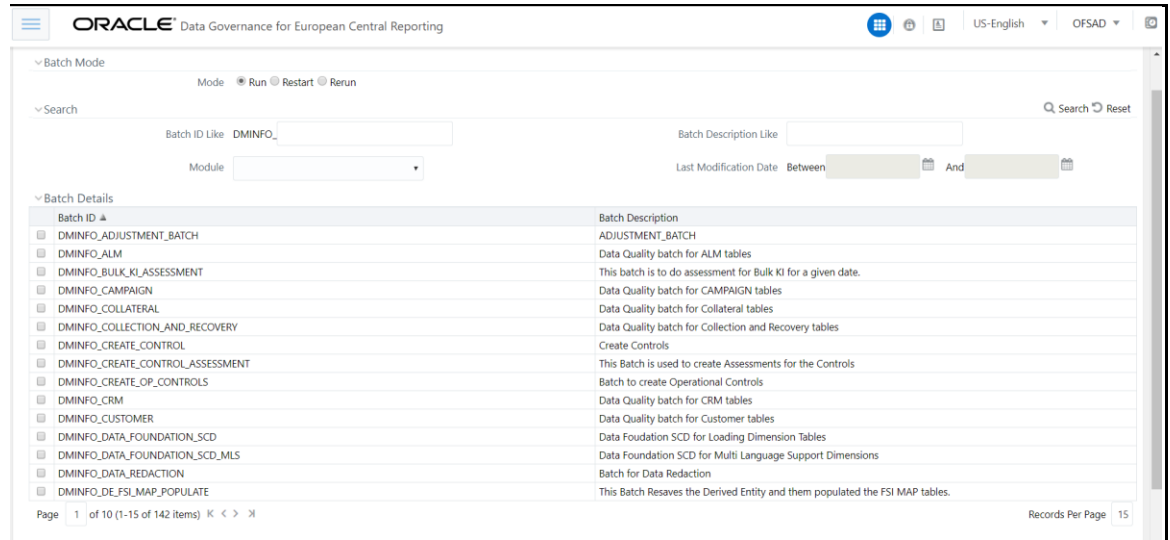 ORACLE® Data Governance for European Central Reporting US-English OFSAD
Batch Mode
Mode Run Restart Rerun
Search Search Reset
Batch ID Like DMINFO_ Batch Description Like
Module Last Modification Date Between And
Batch Details
Batch ID Batch Description
DMINFO_ADJUSTMENT_BATCH ADJUSTMENT_BATCH
DMINFO_ALM Data Quality batch for ALM tables
DMINFO_BULK_KI_ASSESSMENT This batch is to do assessment for Bulk KI for a given date.
DMINFO_CAMPAIGN Data Quality batch for CAMPAIGN tables
DMINFO_COLLATERAL Data Quality batch for Collateral tables
DMINFO_COLLECTION_AND_RECOVERY Data Quality batch for Collection and Recovery tables
DMINFO_CREATE_CONTROL Create Controls
DMINFO_CREATE_CONTROL_ASSESSMENT This Batch is used to create Assessments for the Controls
DMINFO_CREATE_OP_CONTROLS Batch to create Operational Controls
DMINFO_CRM Data Quality batch for CRM tables
DMINFO_CUSTOMER Data Quality batch for Customer tables
DMINFO_DATA_FOUNDATION_SCD Data Foudation SCD for Loading Dimension Tables
DMINFO_DATA_FOUNDATION_SCD_MLS Data Foundation SCD for Multi Language Support Dimensions
DMINFO_DATA_REDACTION Batch for Data Redaction
DMINFO_DE_FSI_MAP_POPULATE This Batch Resaves the Derived Entity and them populated the FSI MAP tables.
Page 1 of 10 (1-15 of 142 items) Records Per Page 15